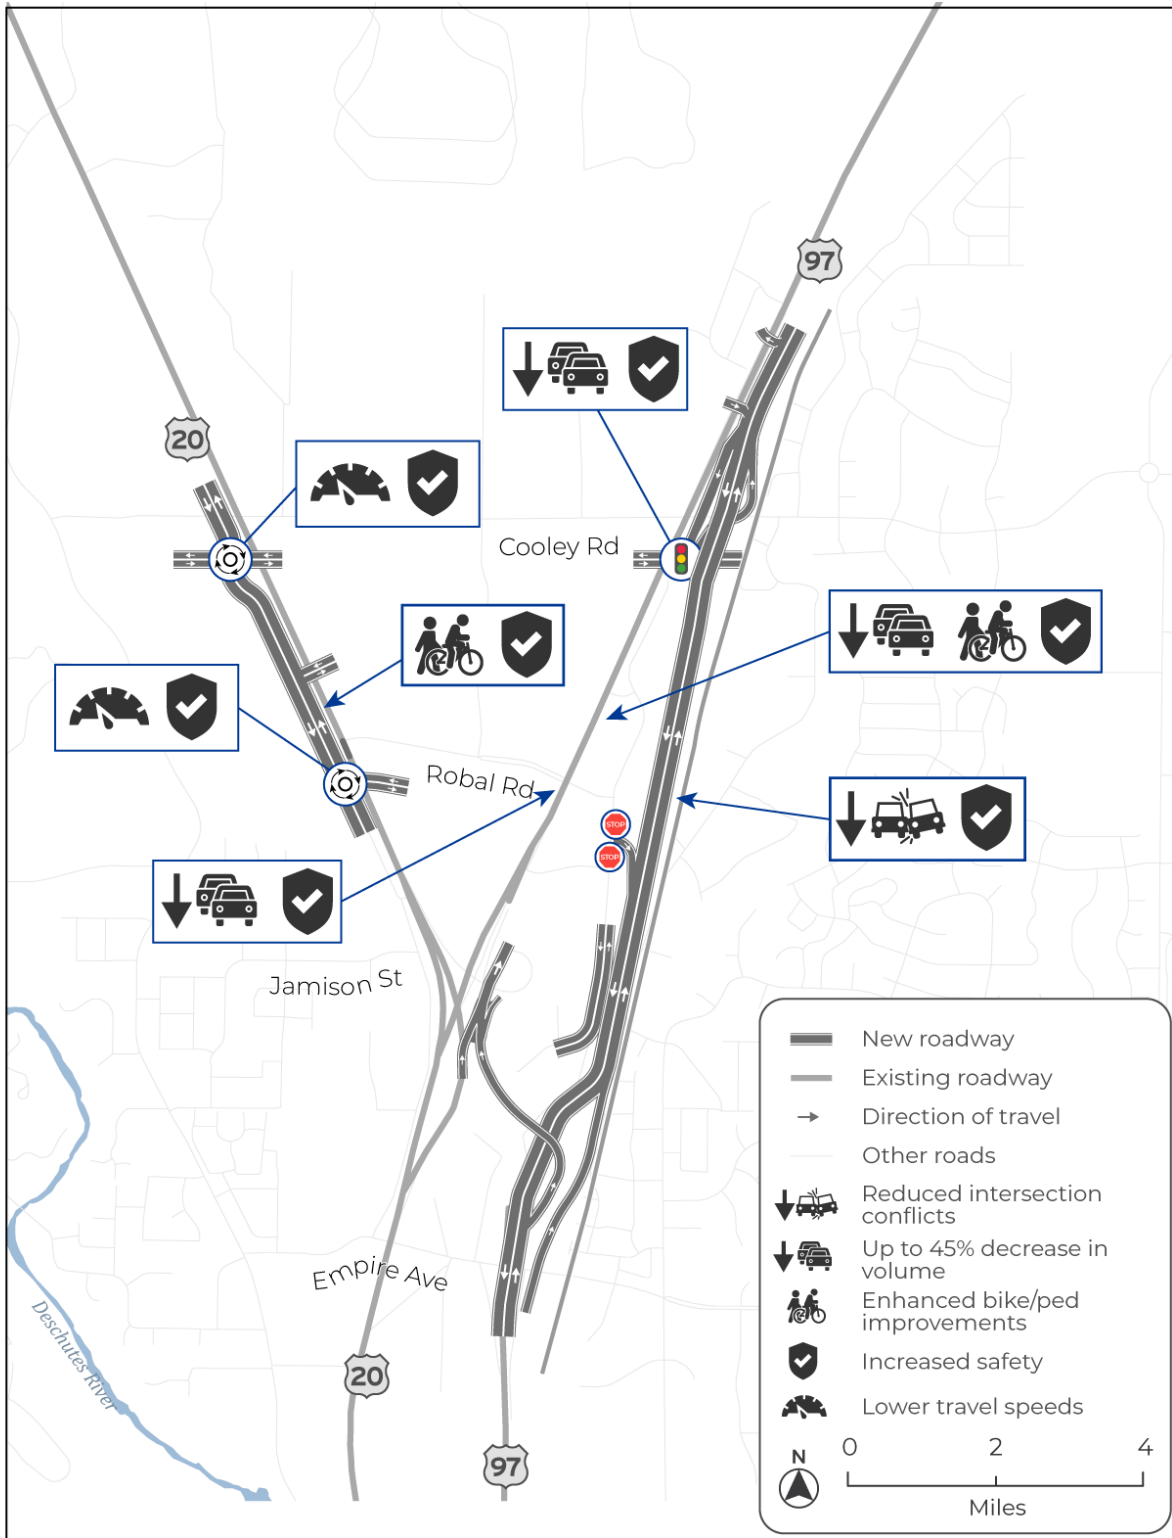 97
20
Cooley Rd
Robal Rd
STOP
STOP
Jamison St
Empire Ave
Deschutes River
20
97
New roadway
Existing roadway
Direction of travel
Other roads
Reduced intersection
conflicts
Up to 45% decrease in
volume
Enhanced bike/ped
improvements
Increased safety
Lower travel speeds
N
0 2 4
Miles